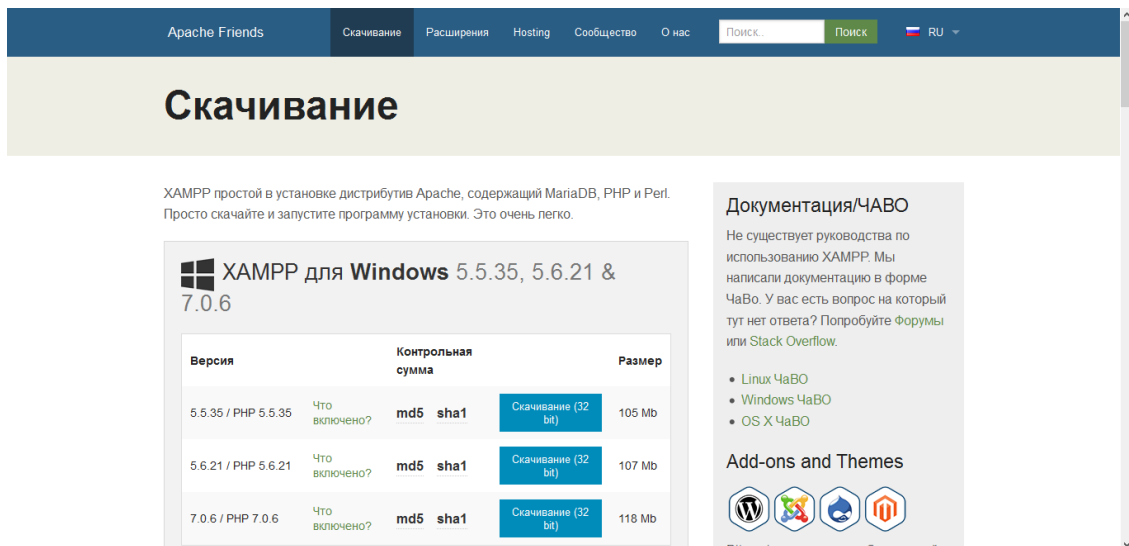 Apache Friends Скачивание Расширения Hosting Сообщество О нас Поиск.. Поиск RU
Скачивание
XAMPP простой в установке дистрибутив Apache, содержащий MariaDB, PHP и Perl.
Просто скачайте и запустите программу установки. Это очень легко.
XAMPP для Windows 5.5.35, 5.6.21 &
7.0.6
Версия Контрольная сумма Размер
5.5.35 / PHP 5.5.35 Что включено? md5 sha1 Скачивание (32 bit) 105 Mb
5.6.21 / PHP 5.6.21 Что включено? md5 sha1 Скачивание (32 bit) 107 Mb
7.0.6 / PHP 7.0.6 Что включено? md5 sha1 Скачивание (32 bit) 118 Mb
Документация/ЧАВО
Не существует руководства по
использованию XAMPP. Мы
написали документацию в форме
ЧаВо. У вас есть вопрос на который
тут нет ответа? Попробуйте Форумы
или Stack Overflow.
Linux ЧаВО
Windows ЧаВО
OS X ЧаВО
Add-ons and Themes